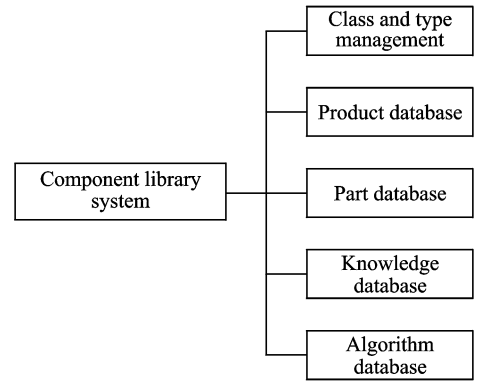 Class and type
management
Product database
Component library
system
Part database
Knowledge
database
Algorithm
database